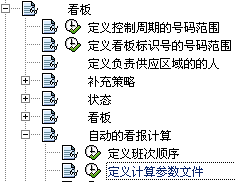 看板
定义控制周期的号码范围
定义看板标识号的号码范围
定义负责供应区域的的人
补充策略
状态
看板
自动的看报计算
定义班次顺序
定义计算参数文件